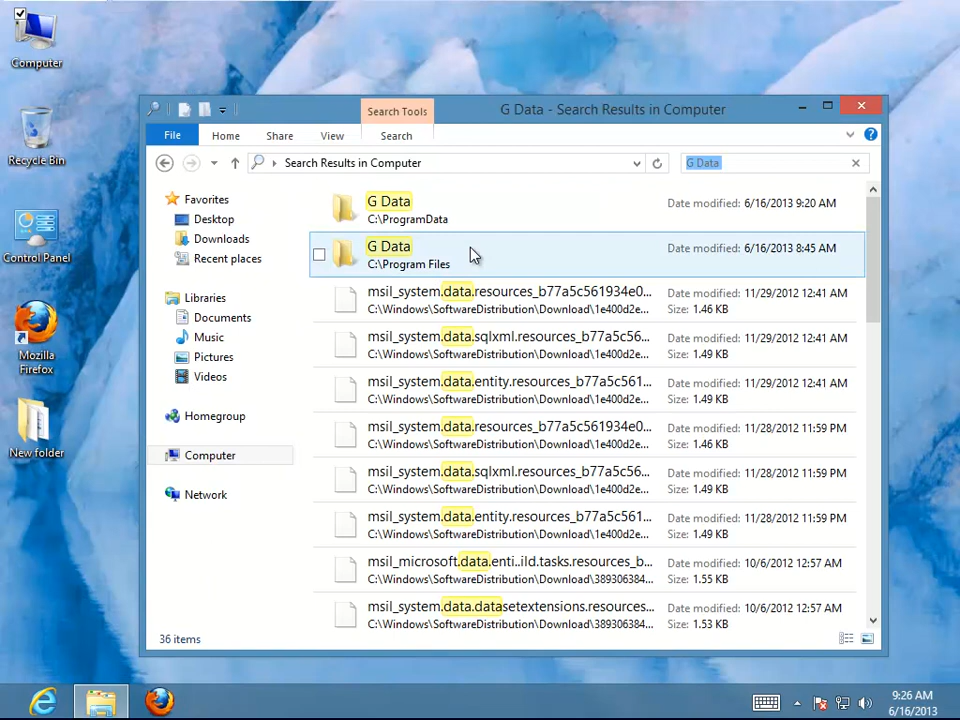 Computer
Recycle Bin
Control Panel
Mozilla
Firefox
New folder
Search Tools
G Data - Search Results in Computer
File
Home
Share
View
Search
Search Results in Computer
G Data
Favorites
Desktop
Downloads
Recent places
Libraries
Documents
Music
Pictures
Videos
Homegroup
Computer
Network
G Data
C:\ProgramData
Date modified: 6/16/2013 9:20 AM
G Data
C:\Program Files
Date modified: 6/16/2013 8:45 AM
msil_system.data.resources_b77a5c561934e0...
C:\Windows\SoftwareDistribution\Download\1e400d2e...
Date modified: 11/29/2012 12:41 AM
Size: 1.46 KB
msil_system.data.sqlxml.resources_b77a5c56...
C:\Windows\SoftwareDistribution\Download\1e400d2e...
Date modified: 11/29/2012 12:41 AM
Size: 1.49 KB
msil_system.data.entity.resources_b77a5c561...
C:\Windows\SoftwareDistribution\Download\1e400d2e...
Date modified: 11/29/2012 12:41 AM
Size: 1.49 KB
msil_system.data.resources_b77a5c561934e0...
C:\Windows\SoftwareDistribution\Download\1e400d2e...
Date modified: 11/28/2012 11:59 PM
Size: 1.46 KB
msil_system.data.sqlxml.resources_b77a5c56...
C:\Windows\SoftwareDistribution\Download\1e400d2e...
Date modified: 11/28/2012 11:59 PM
Size: 1.49 KB
msil_system.data.entity.resources_b77a5c561...
C:\Windows\SoftwareDistribution\Download\1e400d2e...
Date modified: 11/28/2012 11:59 PM
Size: 1.49 KB
msil_microsoft.data.enti..ild.tasks.resources_b...
C:\Windows\SoftwareDistribution\Download\389306384...
Date modified: 10/6/2012 12:57 AM
Size: 1.55 KB
msil_system.data.datasetextensions.resources...
C:\Windows\SoftwareDistribution\Download\389306384...
Date modified: 10/6/2012 12:57 AM
Size: 1.53 KB
36 items
9:26 AM
6/16/2013